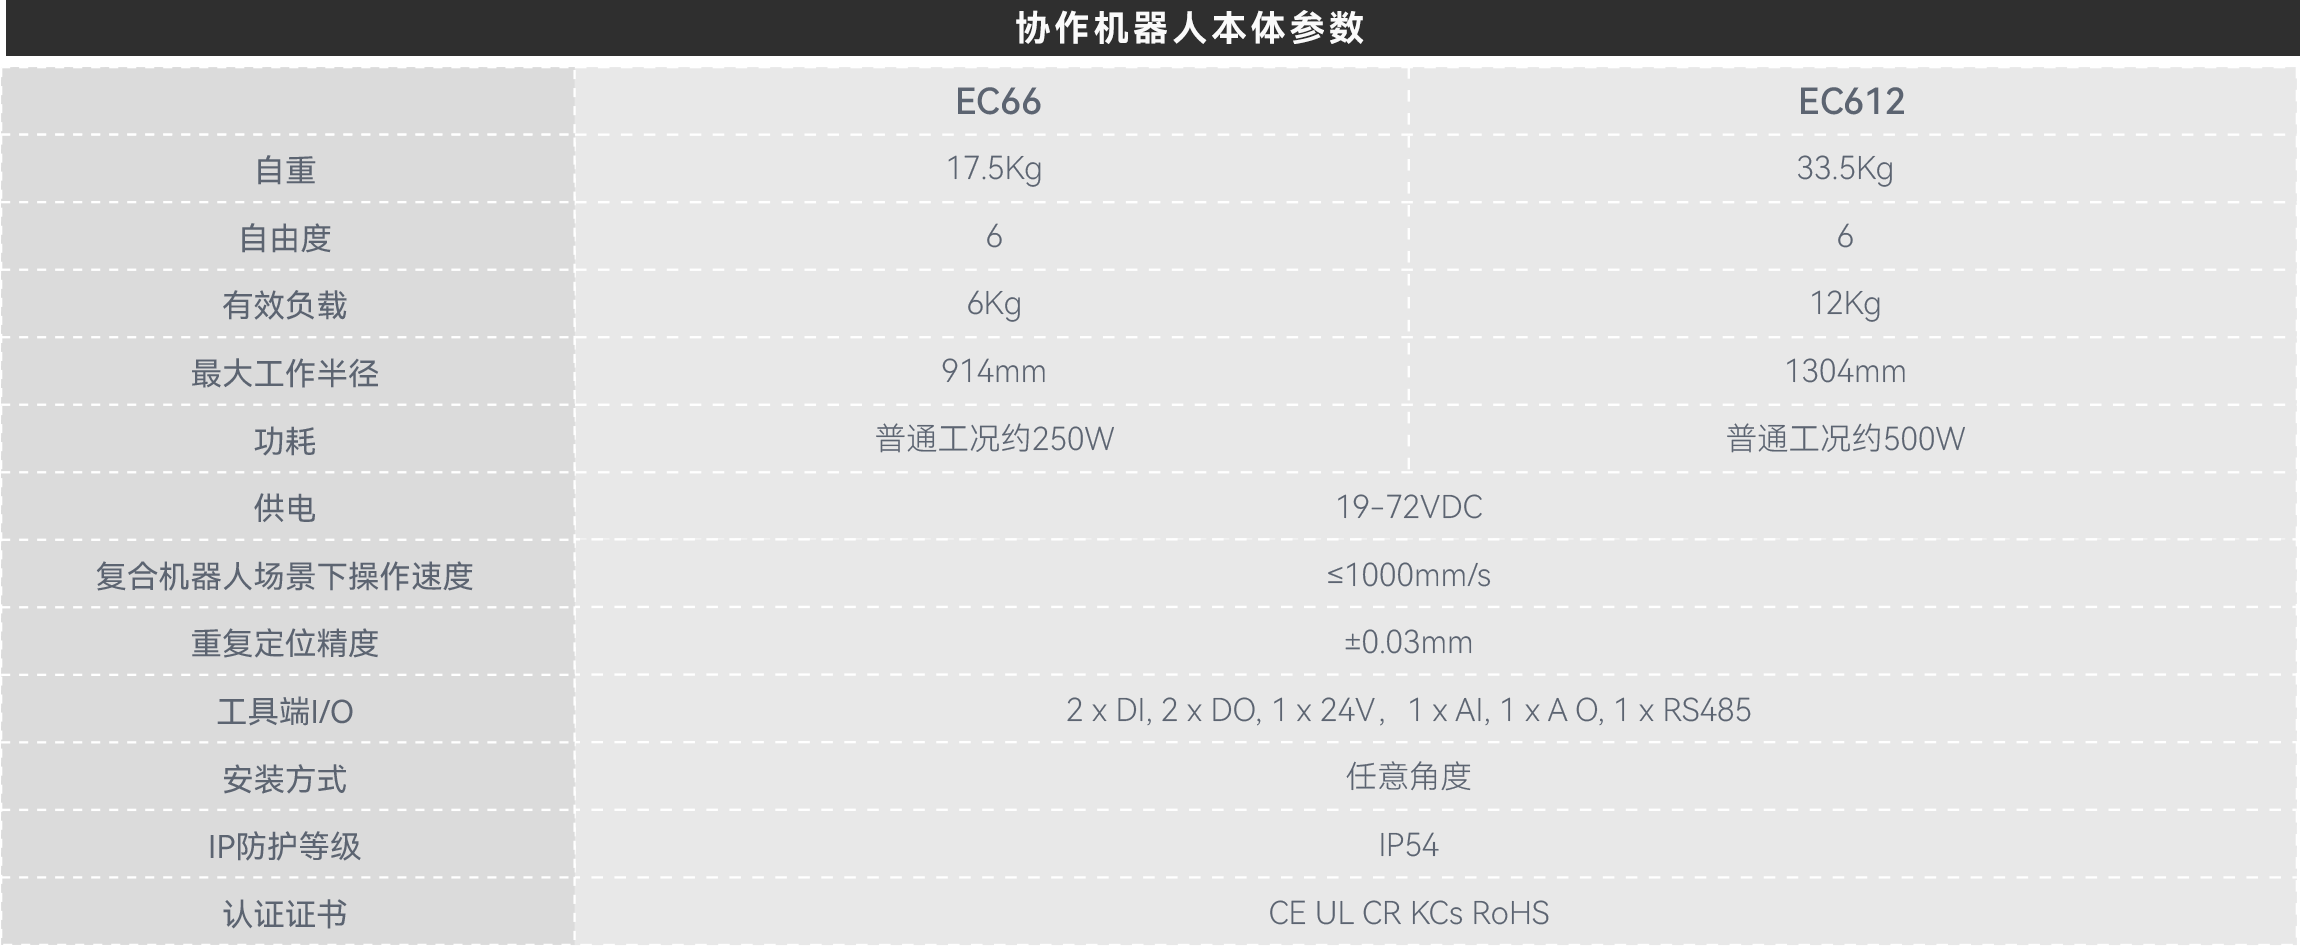 协作机器人本体参数
EC66 EC612
自重 17.5Kg 33.5Kg
自由度 6 6
有效负载 6Kg 12Kg
最大工作半径 914mm 1304mm
功耗 普通工况约250W 普通工况约500W
供电 19-72VDC
复合机器人场景下操作速度 ≤1000mm/s
重复定位精度 ±0.03mm
工具端I/O 2 x DI, 2 x DO, 1 x 24V，1 x AI, 1 x A O, 1 x RS485
安装方式 任意角度
IP防护等级 IP54
认证证书 CE UL CR KCs RoHS